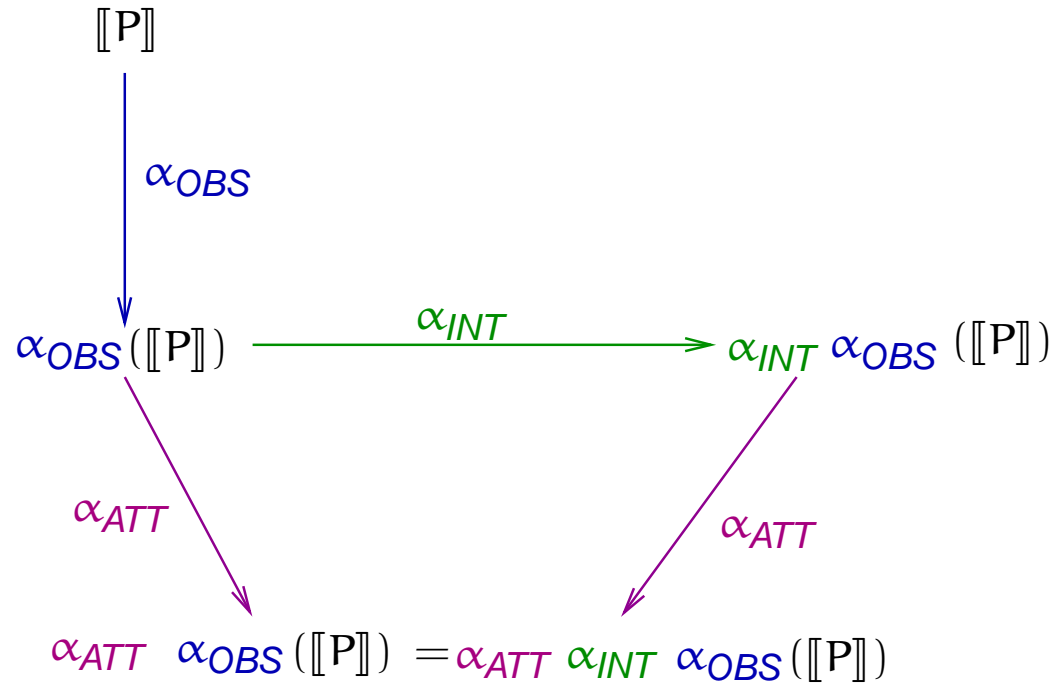 ⟦P⟧
α_OBS
α_OBS(⟦P⟧)
α_INT
α_INT α_OBS (⟦P⟧)
α_ATT
α_ATT
α_ATT α_OBS(⟦P⟧) = α_ATT α_INT α_OBS(⟦P⟧)